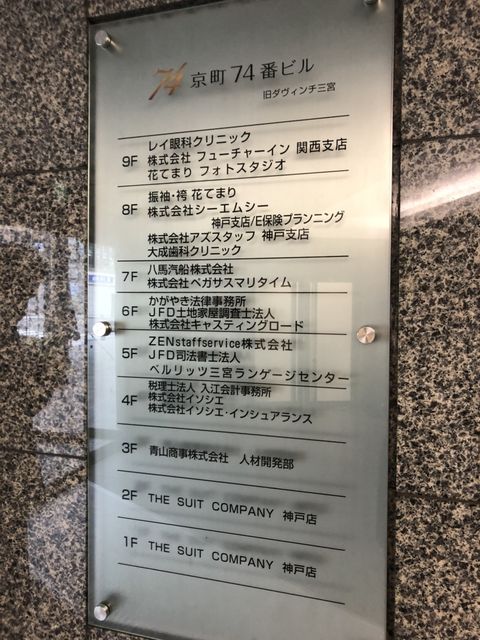 74 京町74番ビル
旧ダヴィンチ三宮
9F
レイ眼科クリニック
株式会社 フューチャーイン 関西支店
花てまり フォトスタジオ
8F
振袖・袴 花てまり
株式会社シーエムシー
神戸支店/E保険プランニング
株式会社アズスタッフ 神戸支店
大成歯科クリニック
7F
八馬汽船株式会社
株式会社ペガサスマリタイム
6F
かがやき法律事務所
JFD土地家屋調査士法人
株式会社キャスティングロード
5F
ZENstaffservice株式会社
JFD司法書士法人
ベルリッツ三宮ランゲージセンター
4F
税理士法人 入江会計事務所
株式会社イソシエ
株式会社イソシエ・インシュアランス
3F 青山商事株式会社 人材開発部
2F THE SUIT COMPANY 神戸店
1F THE SUIT COMPANY 神戸店